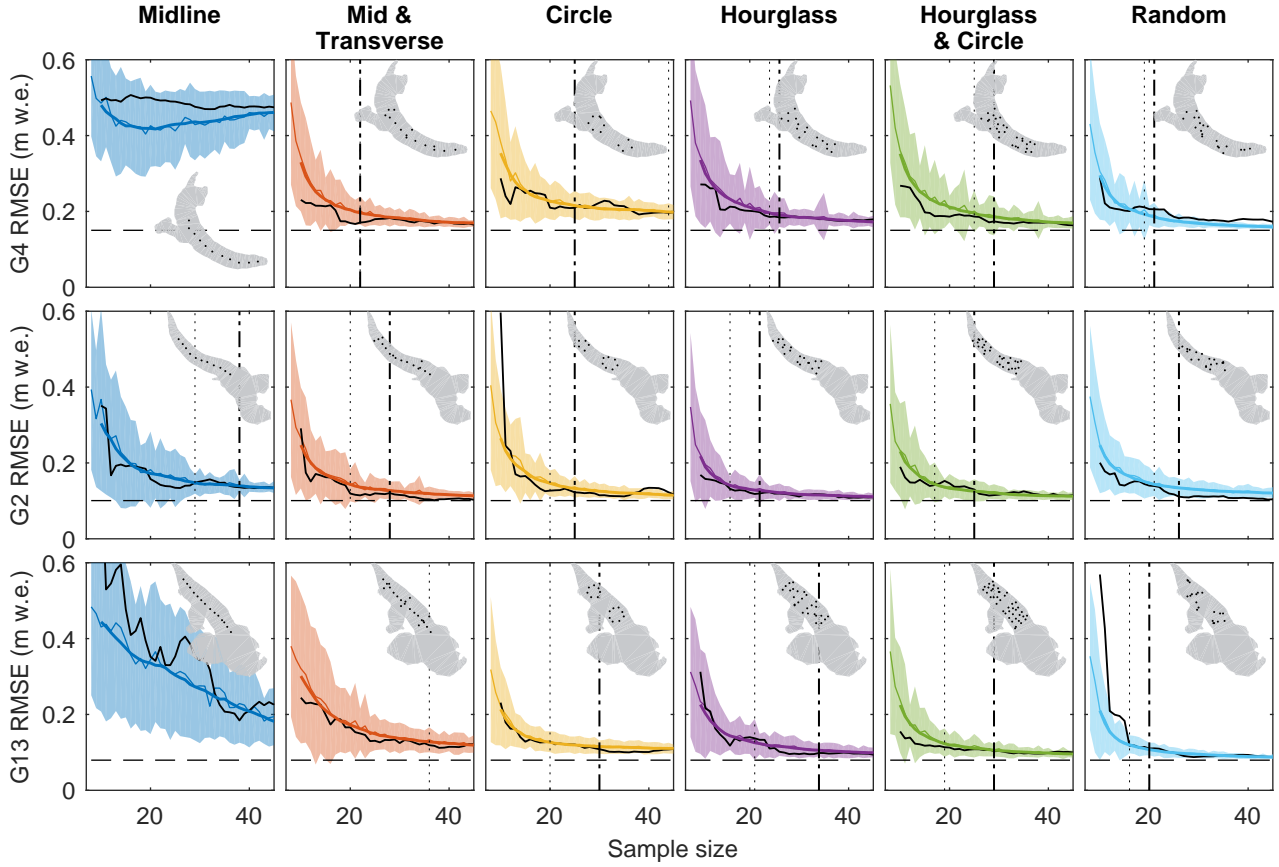 Midline
Mid &
Transverse
Circle
Hourglass
Hourglass
& Circle
Random
G4 RMSE (m w.e.)
0.6
0.4
0.2
0
G2 RMSE (m w.e.)
0.6
0.4
0.2
0
G13 RMSE (m w.e.)
0.6
0.4
0.2
0
20 40 20 40 20 40 20 40 20 40 20 40
Sample size